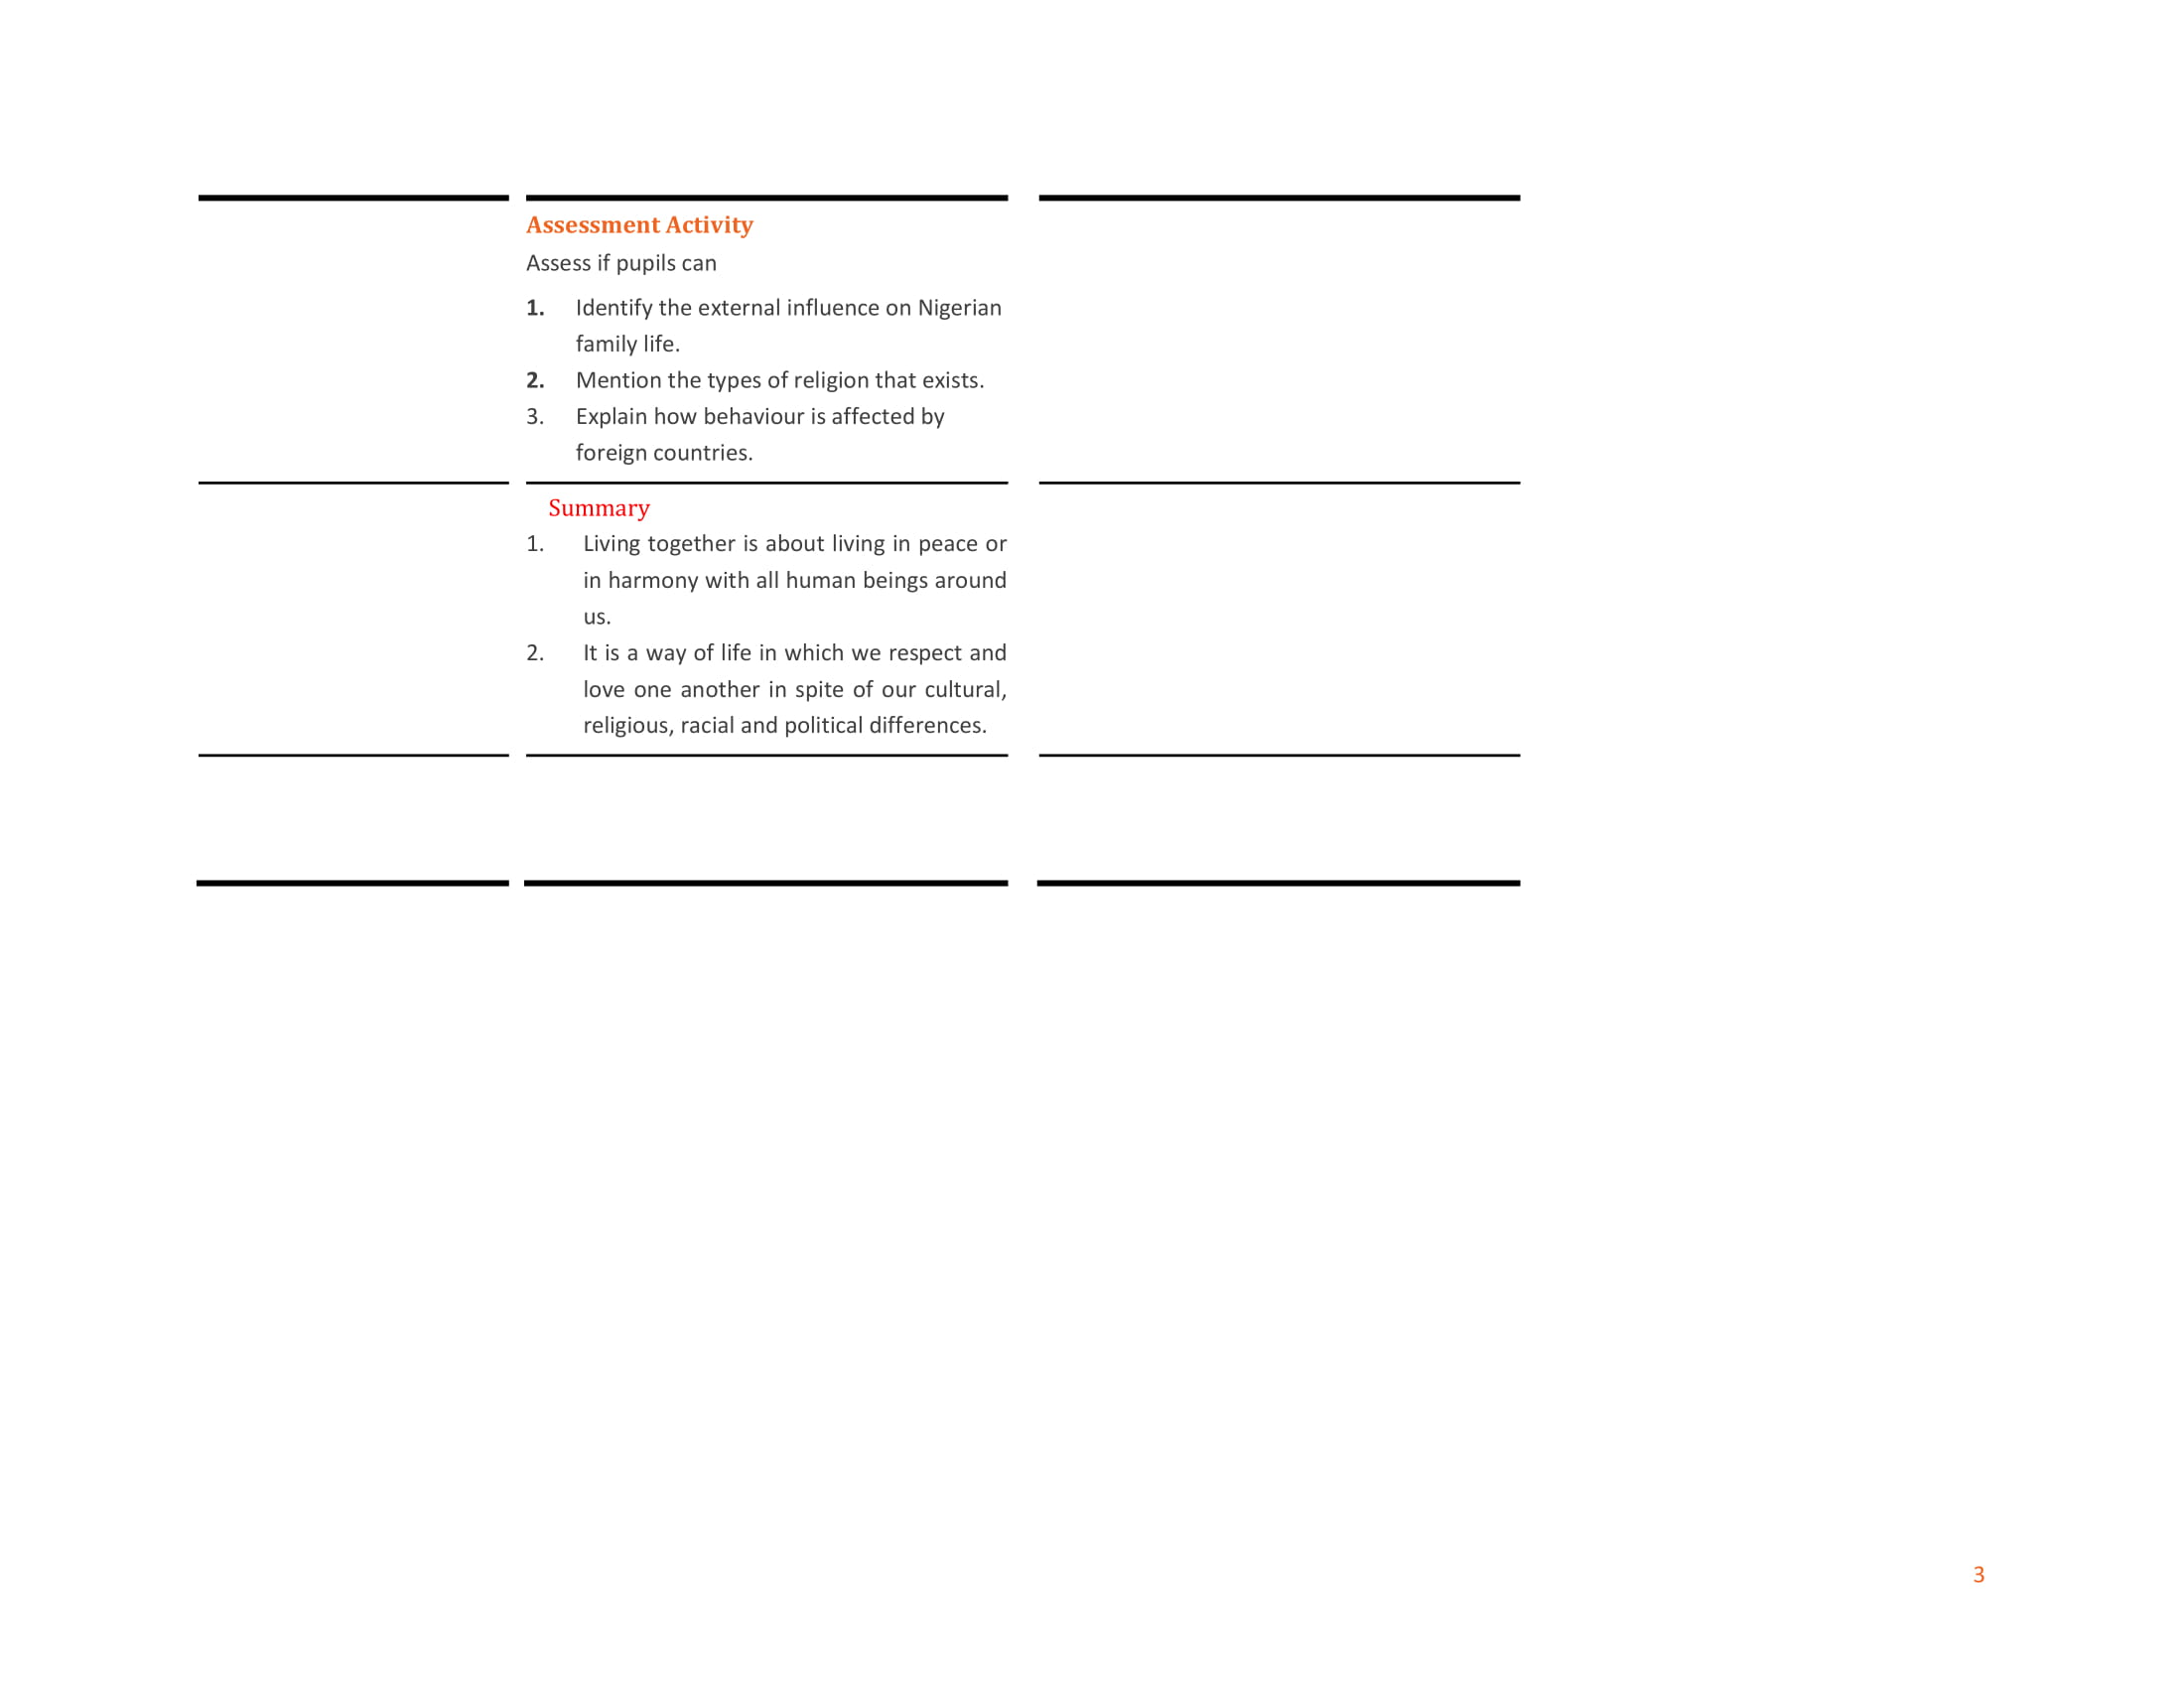 Assessment Activity
Assess if pupils can
1. Identify the external influence on Nigerian
family life.
2. Mention the types of religion that exists.
3. Explain how behaviour is affected by
foreign countries.
Summary
1. Living together is about living in peace or
in harmony with all human beings around
us.
2. It is a way of life in which we respect and
love one another in spite of our cultural,
religious, racial and political differences.
3